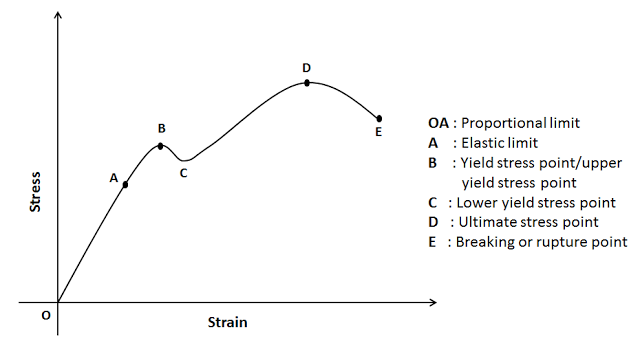 D
B
A
C
E
Stress
O
Strain
OA : Proportional limit
A : Elastic limit
B : Yield stress point/upper
yield stress point
C : Lower yield stress point
D : Ultimate stress point
E : Breaking or rupture point